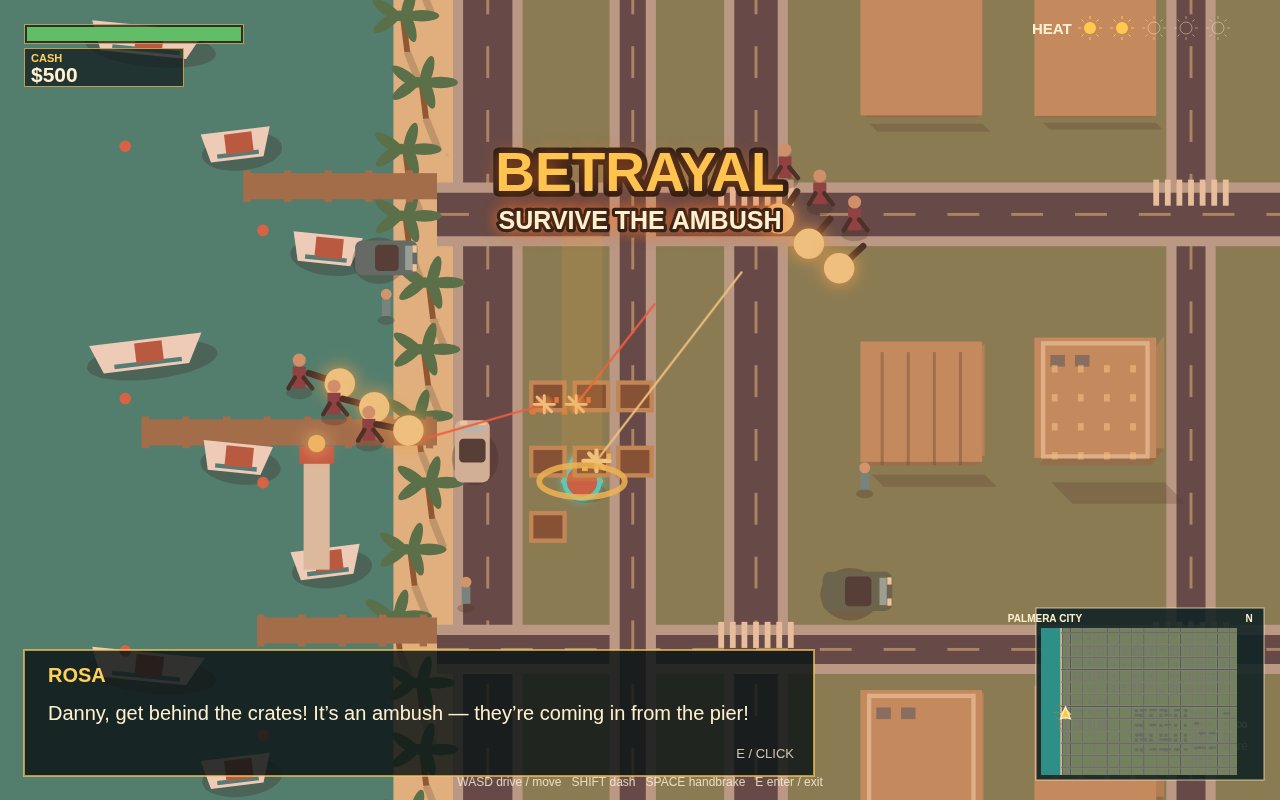 CASH
$500
HEAT
BETRAYAL
SURVIVE THE AMBUSH
PALMERA CITY
N
ROSA
Danny, get behind the crates! It’s an ambush — they’re coming in from the pier!
E / CLICK
WASD drive / move SHIFT dash SPACE handbrake E enter / exit